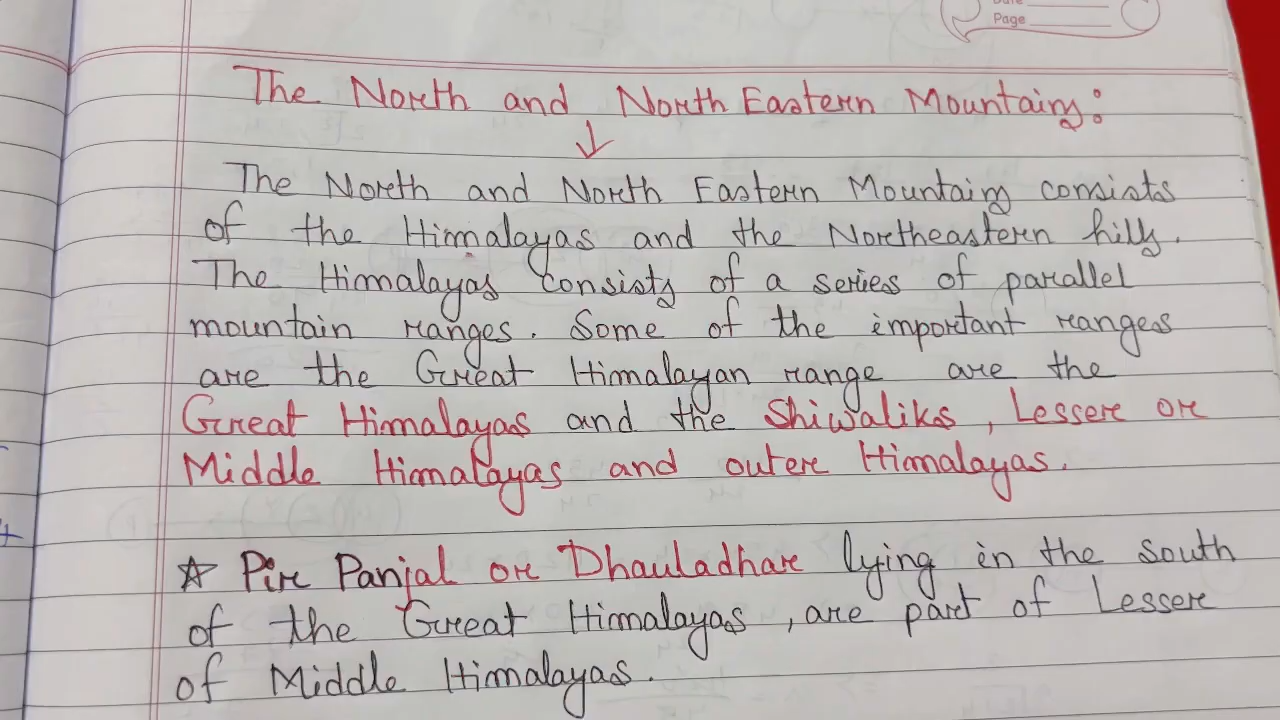 Date
Page
The North and North Eastern Mountains:
↓
The North and North Eastern Mountains consists
of the Himalayas and the Northeastern hills.
The Himalayas consists of a series of parallel
mountain ranges. Some of the important ranges
are the Great Himalayan range are the
Great Himalayas and the Shiwaliks, Lesser or
Middle Himalayas and outer Himalayas.
☆ Pir Panjal or Dhauladhar lying in the south
of the Great Himalayas, are part of Lesser
of Middle Himalayas.